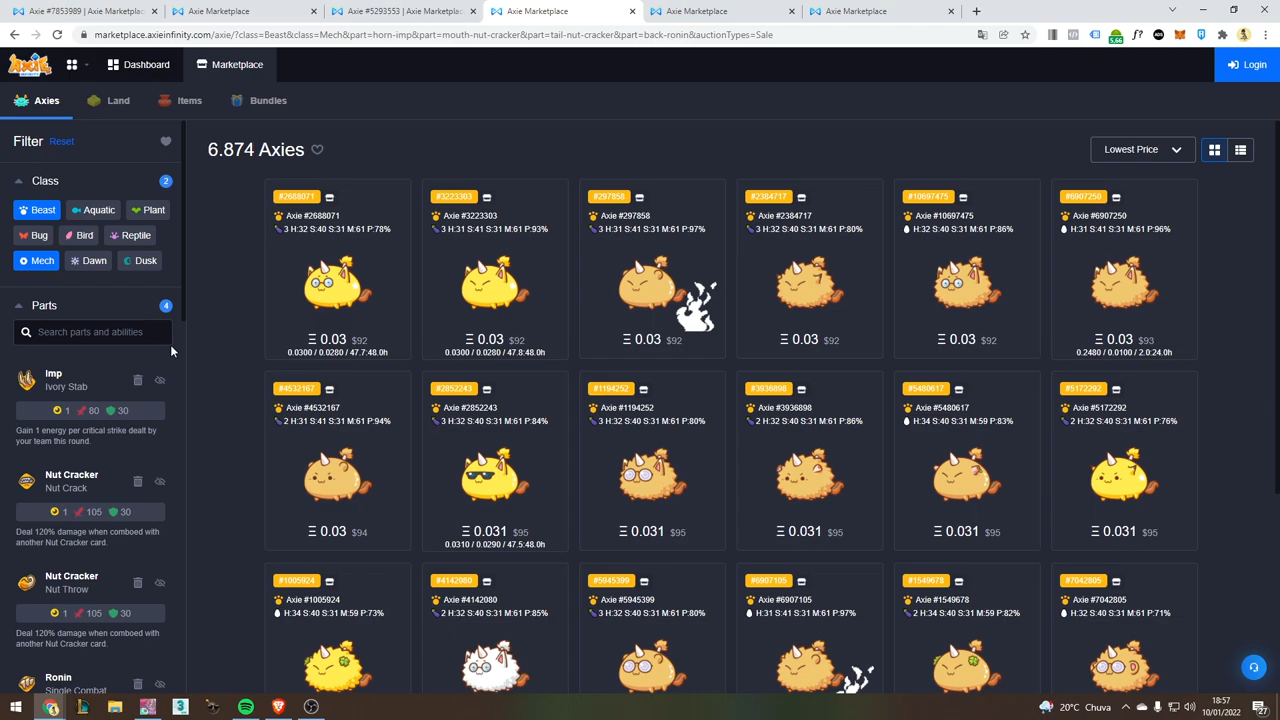 Axie #7853989 | Axie Marketplace
Axie Marketplace
Axie #5293553 | Axie Marketplace
Axie Marketplace
Axie Marketplace
Axie Marketplace
marketplace.axieinfinity.co/axie/?class=Beast&class=Mech&part=horn-imp&part=mouth-nut-cracker&part=tail-nut-cracker&part=back-ronin&auctionTypes=Sale
Dashboard
Marketplace
Login
Axies
Land
Items
Bundles
Filter Reset
Class 2
Beast Aquatic Plant
Bug Bird Reptile
Mech Dawn Dusk
Parts 4
Search parts and abilities
Imp
Ivory Stab
1 80 30
Gain 1 energy per critical strike dealt by
your team this round.
Nut Cracker
Nut Crack
1 105 30
Deal 120% damage when comboed with
another Nut Cracker card.
Nut Cracker
Nut Throw
1 105 30
Deal 120% damage when comboed with
another Nut Cracker card.
Ronin
Single Combat
6.874 Axies
Lowest Price
#2688071
Axie #2688071
3 H:32 S:40 S:31 M:61 P:78%
Ξ 0.03 $92
0.0300 / 0.0280 / 47.7:48.0h
#3223303
Axie #3223303
3 H:31 S:41 S:31 M:61 P:93%
Ξ 0.03 $92
0.0300 / 0.0280 / 47.8:48.0h
#297858
Axie #297858
3 H:31 S:41 S:31 M:61 P:97%
Ξ 0.03 $92
#2384717
Axie #2384717
3 H:32 S:40 S:31 M:61 P:80%
Ξ 0.03 $92
#10697475
Axie #10697475
H:32 S:40 S:31 M:61 P:86%
Ξ 0.03 $92
#6907250
Axie #6907250
H:31 S:41 S:31 M:61 P:96%
Ξ 0.03 $93
0.2480 / 0.0100 / 2.0:24.0h
#4532167
Axie #4532167
2 H:31 S:41 S:31 M:61 P:94%
Ξ 0.03 $94
#2852243
Axie #2852243
3 H:32 S:40 S:31 M:61 P:84%
Ξ 0.031 $95
0.0310 / 0.0290 / 47.5:48.0h
#1194252
Axie #1194252
3 H:32 S:40 S:31 M:61 P:80%
Ξ 0.031 $95
#3936898
Axie #3936898
2 H:32 S:40 S:31 M:61 P:86%
Ξ 0.031 $95
#5480617
Axie #5480617
H:34 S:40 S:31 M:59 P:83%
Ξ 0.031 $95
#5172292
Axie #5172292
2 H:32 S:40 S:31 M:61 P:76%
Ξ 0.031 $95
#1005924
Axie #1005924
H:34 S:40 S:31 M:59 P:73%
#4142080
Axie #4142080
2 H:32 S:40 S:31 M:61 P:85%
#5945399
Axie #5945399
3 H:32 S:40 S:31 M:61 P:80%
#6907105
Axie #6907105
H:31 S:41 S:31 M:61 P:97%
#1549678
Axie #1549678
2 H:34 S:40 S:31 M:59 P:82%
#7042805
Axie #7042805
H:32 S:40 S:31 M:61 P:71%
20°C Chuva
18:57
10/01/2022
27